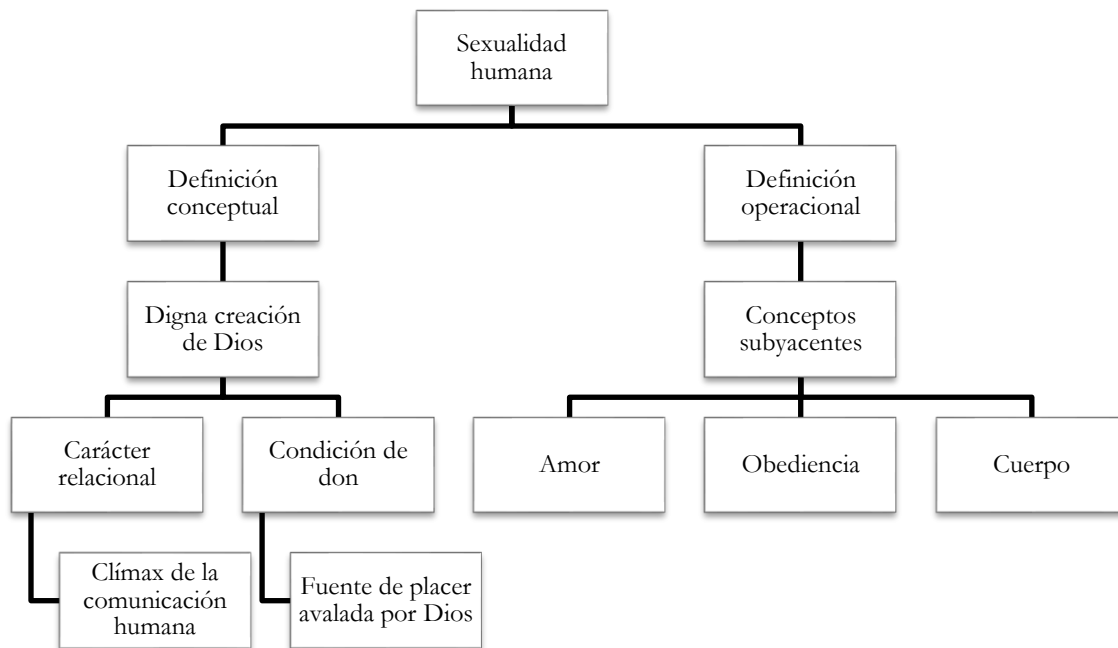 Sexualidad
humana
Definición
conceptual
Definición
operacional
Digna creación
de Dios
Conceptos
subyacentes
Carácter
relacional
Condición de
don
Amor
Obediencia
Cuerpo
Clímax de la
comunicación
humana
Fuente de placer
avalada por Dios